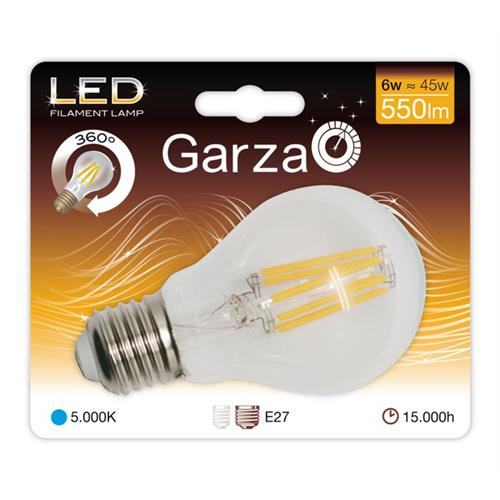 LED
FILAMENT LAMP
360º
6w ≈ 45w
550lm
Garza
5.000K
E27
15.000h